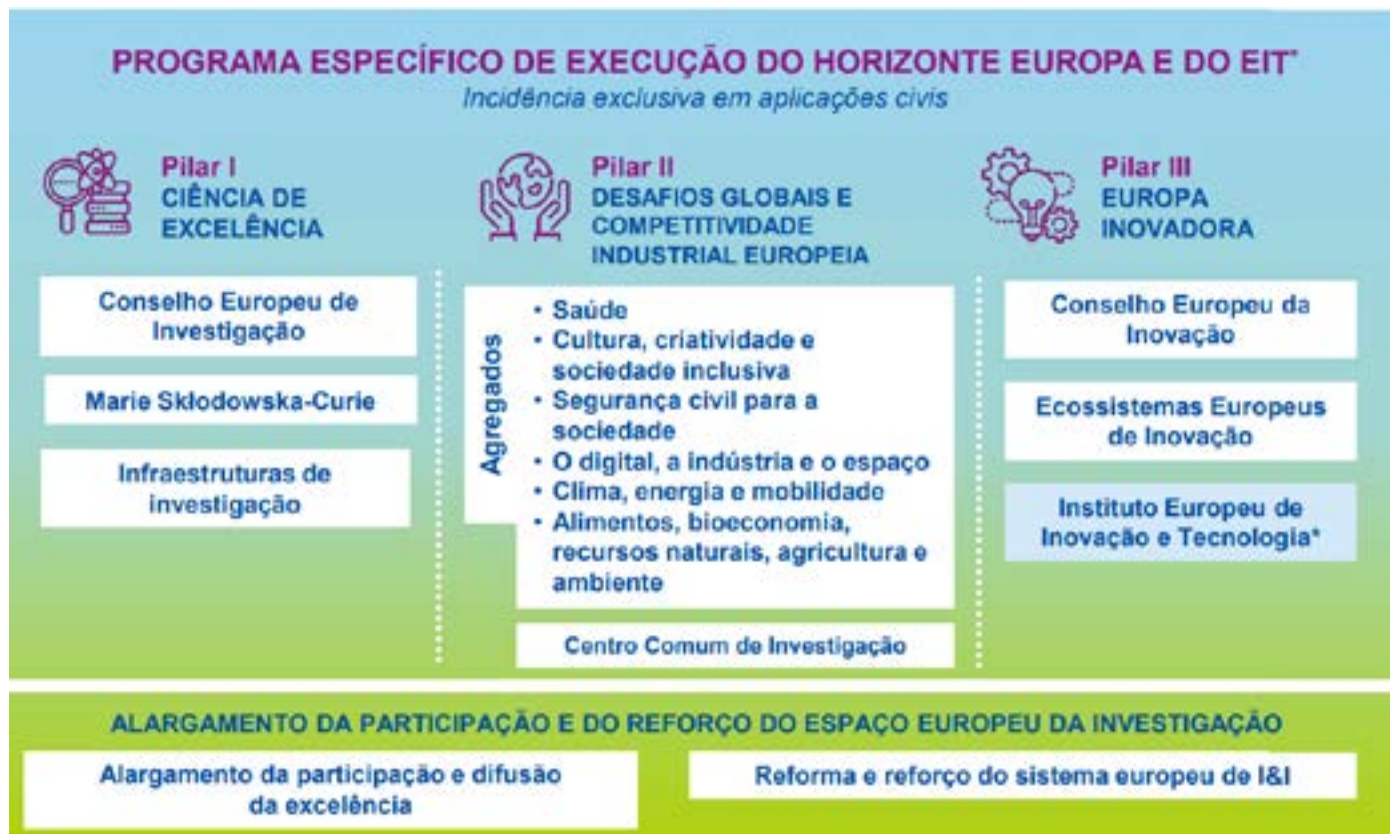 PROGRAMA ESPECÍFICO DE EXECUÇÃO DO HORIZONTE EUROPA E DO EIT*
Incidência exclusiva em aplicações civis
Pilar I
CIÊNCIA DE
EXCELÊNCIA
Conselho Europeu de
Investigação
Marie Skłodowska-Curie
Infraestruturas de
investigação
Pilar II
DESAFIOS GLOBAIS E
COMPETITIVIDADE
INDUSTRIAL EUROPEIA
Agregados
• Saúde
• Cultura, criatividade e
sociedade inclusiva
• Segurança civil para a
sociedade
• O digital, a indústria e o espaço
• Clima, energia e mobilidade
• Alimentos, bioeconomia,
recursos naturais, agricultura e
ambiente
Centro Comum de Investigação
Pilar III
EUROPA
INOVADORA
Conselho Europeu da
Inovação
Ecossistemas Europeus
de Inovação
Instituto Europeu de
Inovação e Tecnologia*
ALARGAMENTO DA PARTICIPAÇÃO E DO REFORÇO DO ESPAÇO EUROPEU DA INVESTIGAÇÃO
Alargamento da participação e difusão
da excelência
Reforma e reforço do sistema europeu de I&I